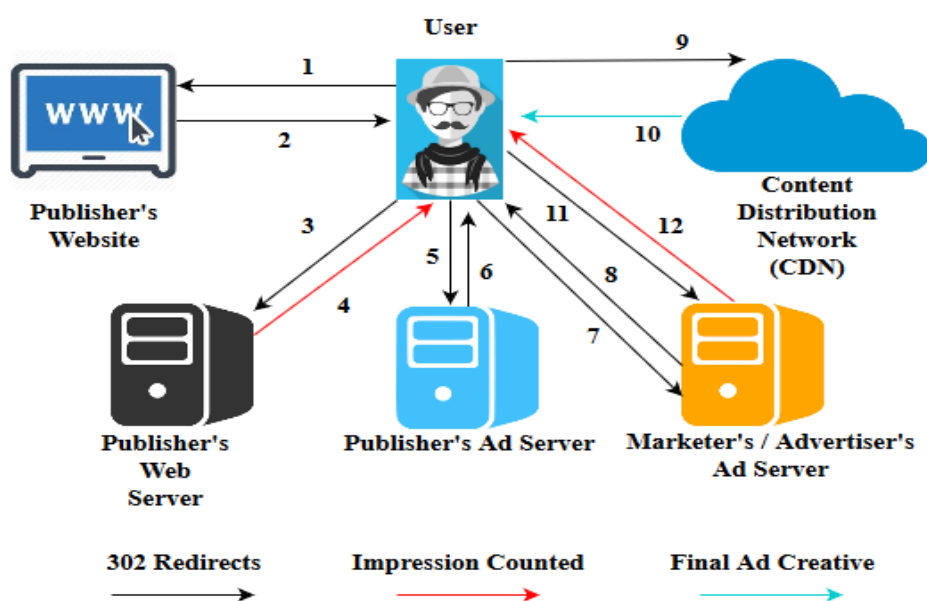 User
1
9
www
2
10
Publisher's
Website
Content
Distribution
Network
(CDN)
3
11
12
4
5
6
8
7
Publisher's
Web
Server
Publisher's Ad Server
Marketer's / Advertiser's
Ad Server
302 Redirects
Impression Counted
Final Ad Creative